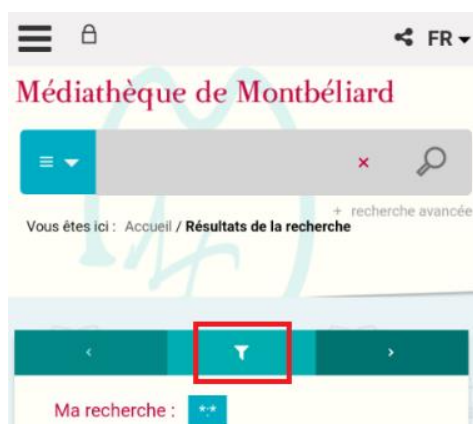 FR
Médiathèque de Montbéliard
+ recherche avancée
Vous êtes ici : Accueil / Résultats de la recherche
Ma recherche : *:*